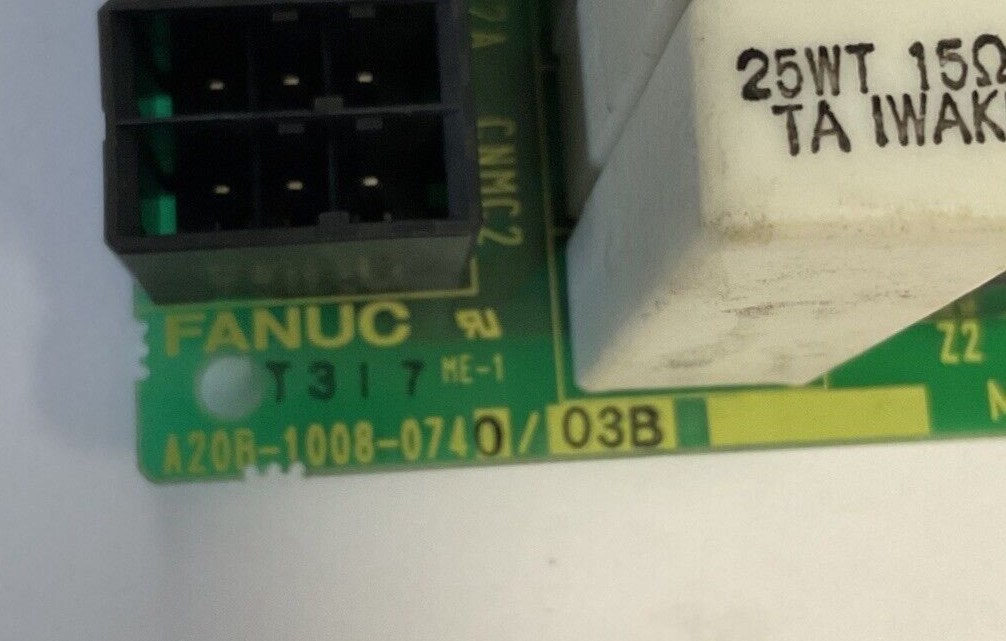 25WT 15Ω
TA IWAK
CNMC2
FANUC
T317 ME-1
A20B-1008-0740/03B
Z2